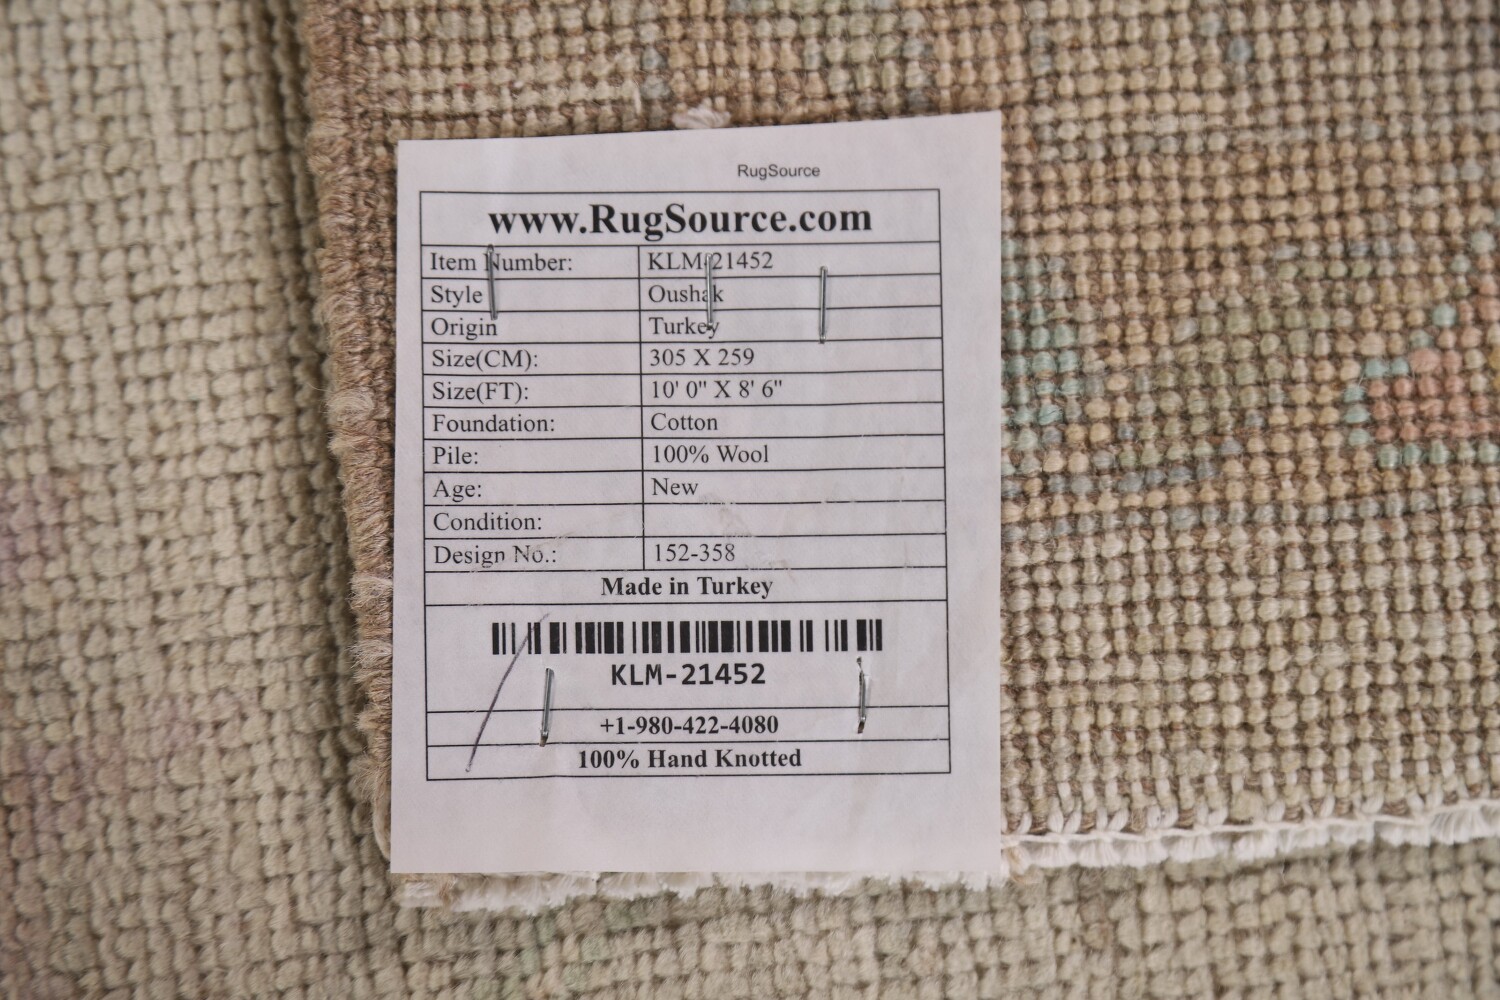 RugSource
www.RugSource.com
Item Number: KLM-21452
Style Oushak
Origin Turkey
Size(CM): 305 X 259
Size(FT): 10' 0" X 8' 6"
Foundation: Cotton
Pile: 100% Wool
Age: New
Condition:
Design No.: 152-358
Made in Turkey
KLM-21452
+1-980-422-4080
100% Hand Knotted